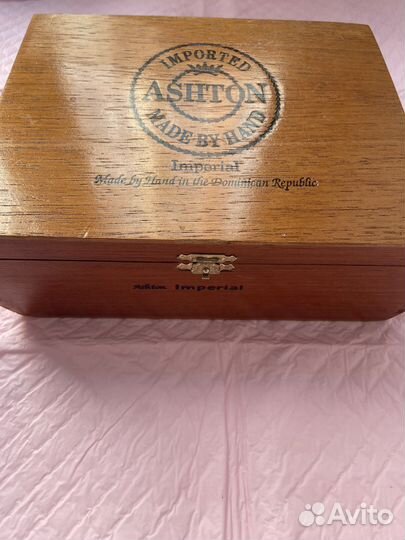 IMPORTED
ASHTON
MADE BY HAND
Imperial
Made by Hand in the Dominican Republic
Ashton Imperial
Avito